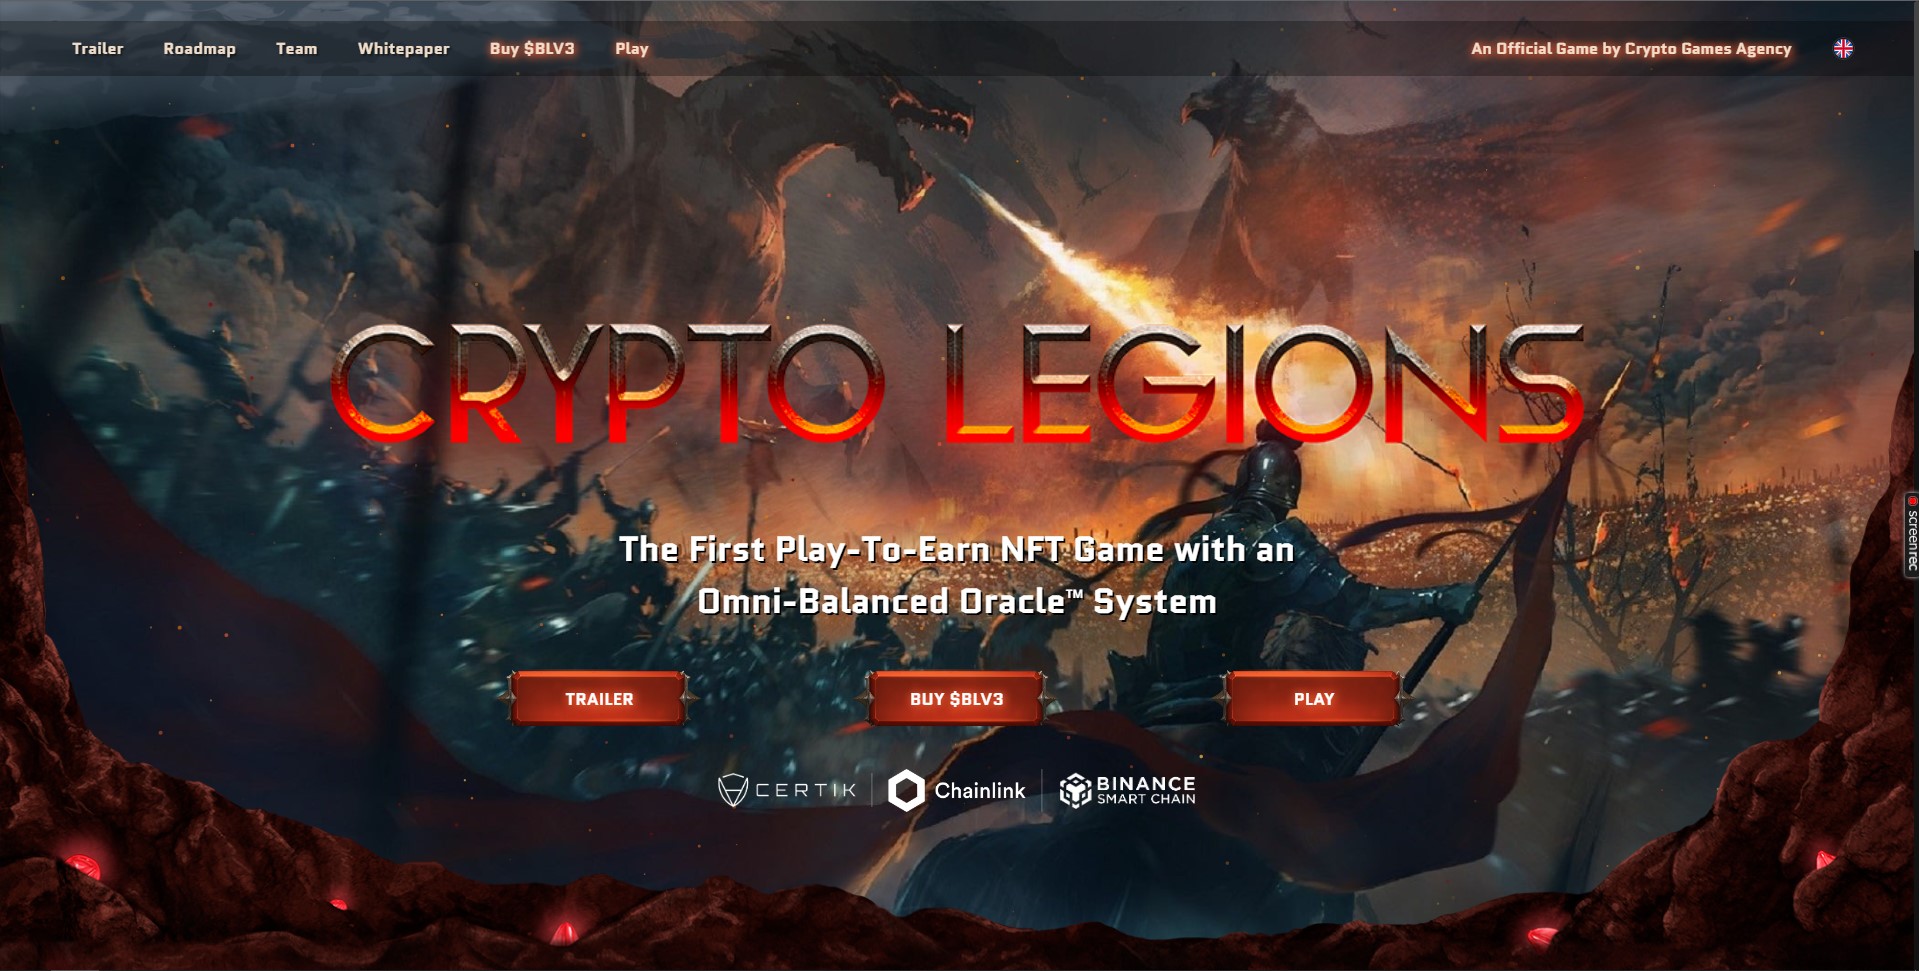 Trailer Roadmap Team Whitepaper Buy $BLV3 Play An Official Game by Crypto Games Agency
CRYPTO LEGIONS
The First Play-To-Earn NFT Game with an
Omni-Balanced Oracle™ System
TRAILER BUY $BLV3 PLAY
CERTIK Chainlink BINANCE
SMART CHAIN
screenrec